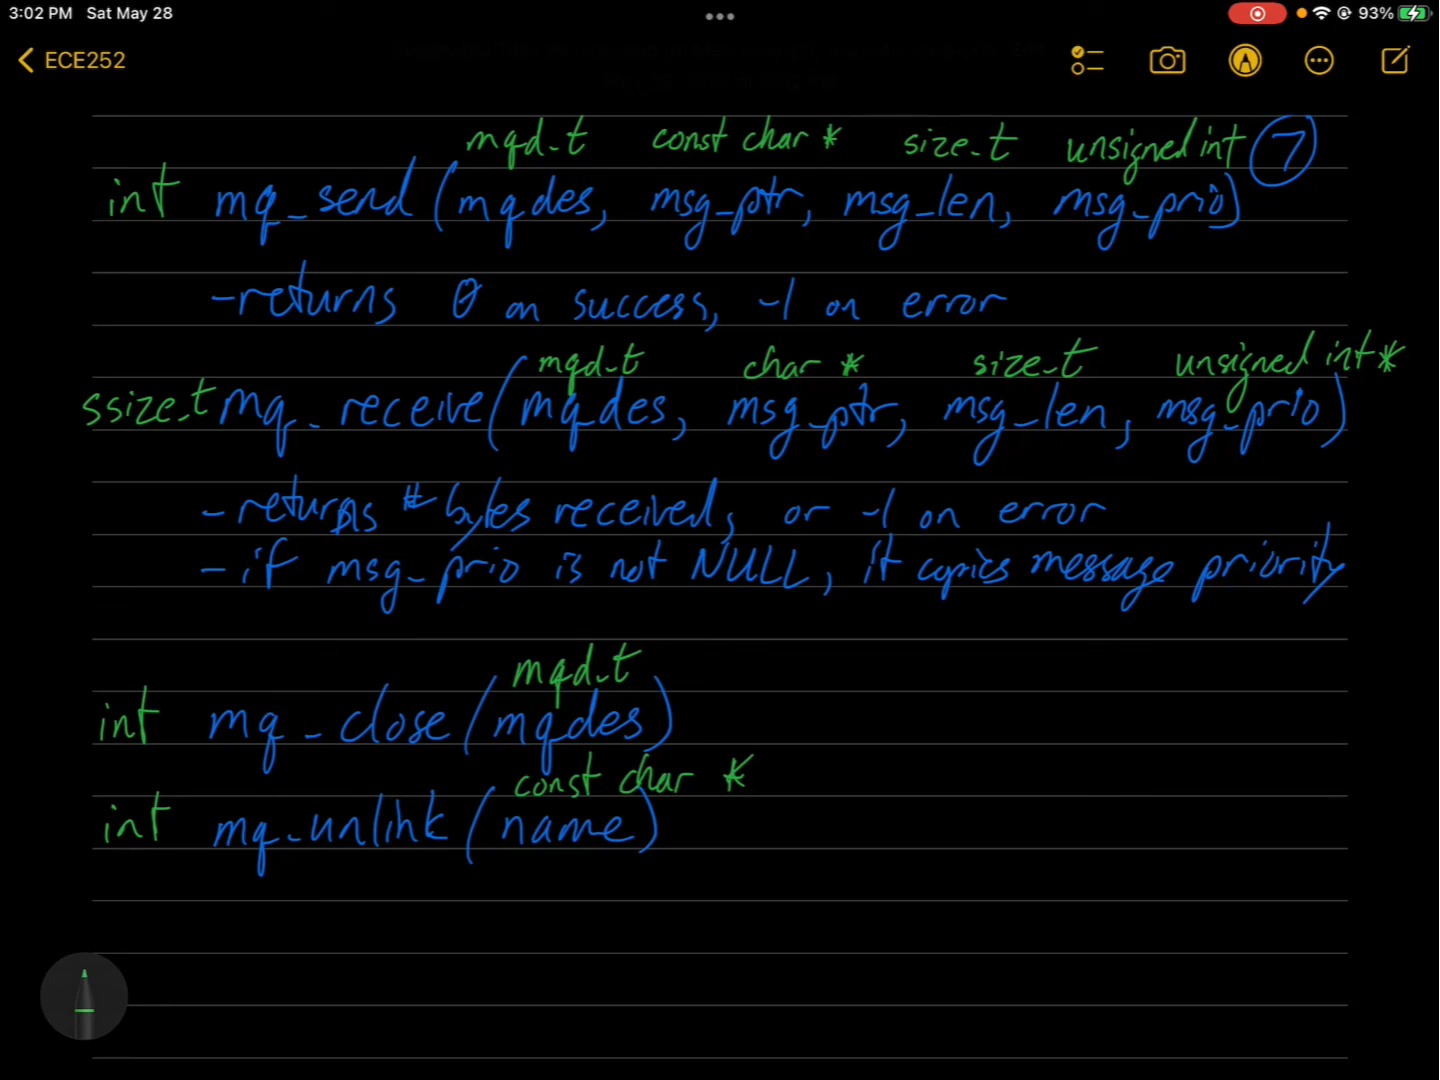 3:02 PM Sat May 28 93%
ECE252
mqd_t const char * size_t unsigned int 7
int mq_send (mqdes, msg_ptr, msg_len, msg_prio)
- returns 0 on success, -1 on error
mqd_t char * size_t unsigned int *
ssize_t mq_receive (mqdes, msg_ptr, msg_len, msg_prio)
- returns # bytes received, or -1 on error
- if msg_prio is not NULL, it copies message priority
mqd_t
int mq_close (mqdes)
const char *
int mq_unlink (name)